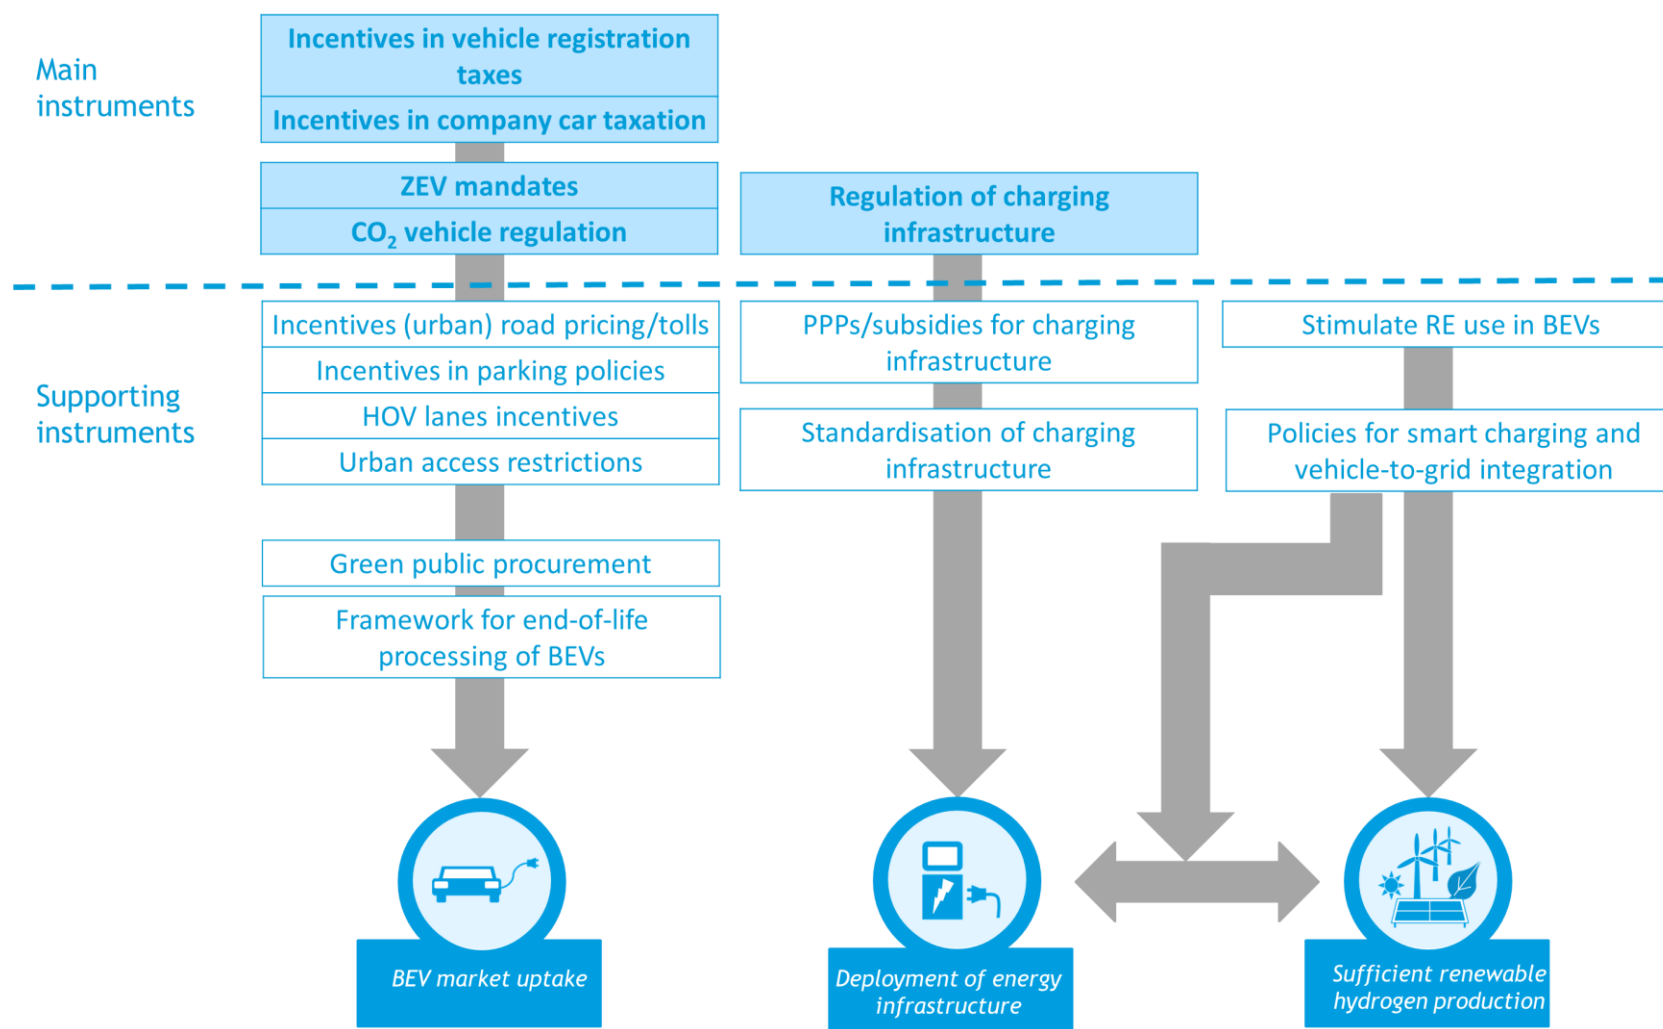 Main
instruments
Incentives in vehicle registration
taxes
Incentives in company car taxation
ZEV mandates
CO₂ vehicle regulation
Regulation of charging
infrastructure
Supporting
instruments
Incentives (urban) road pricing/tolls
Incentives in parking policies
HOV lanes incentives
Urban access restrictions
Green public procurement
Framework for end-of-life
processing of BEVs
PPPs/subsidies for charging
infrastructure
Standardisation of charging
infrastructure
Stimulate RE use in BEVs
Policies for smart charging and
vehicle-to-grid integration
BEV market uptake
Deployment of energy
infrastructure
Sufficient renewable
hydrogen production